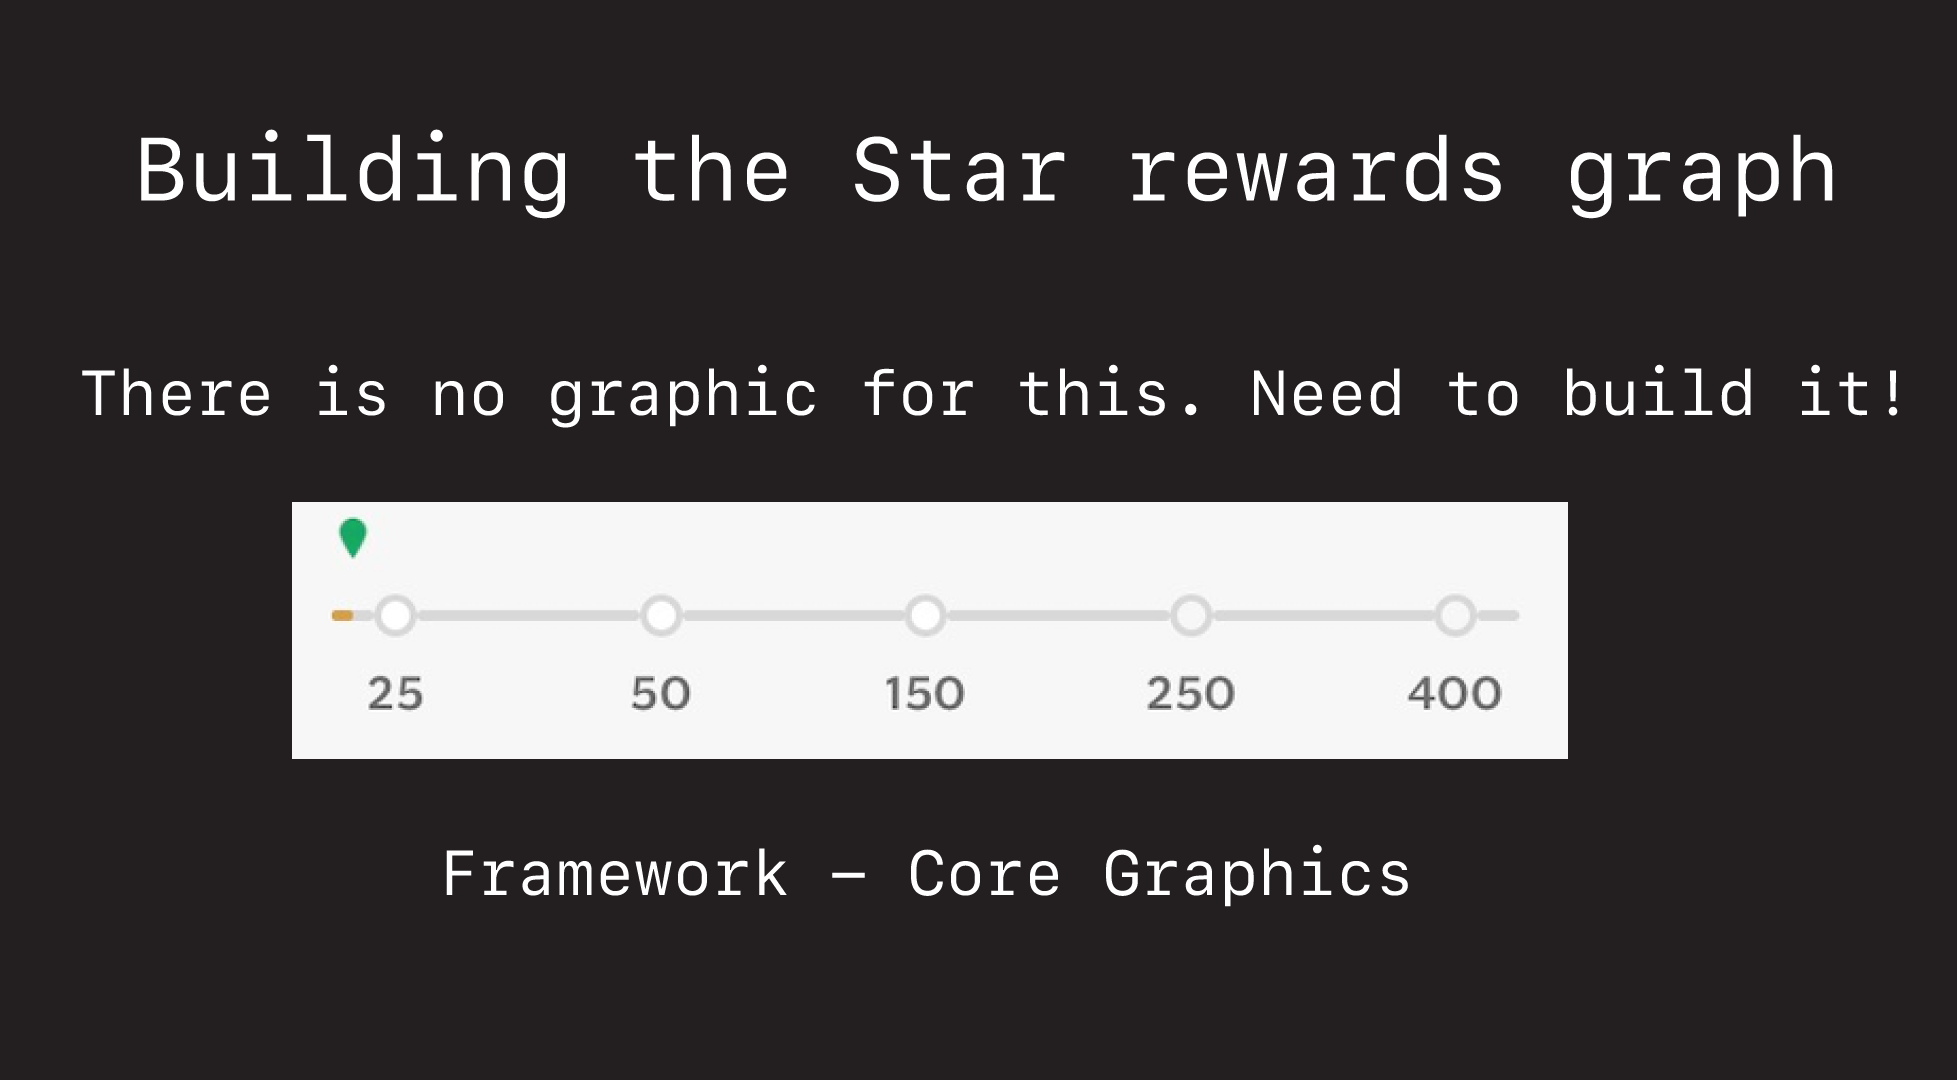 Building the Star rewards graph
There is no graphic for this. Need to build it!
25 50 150 250 400
Framework – Core Graphics